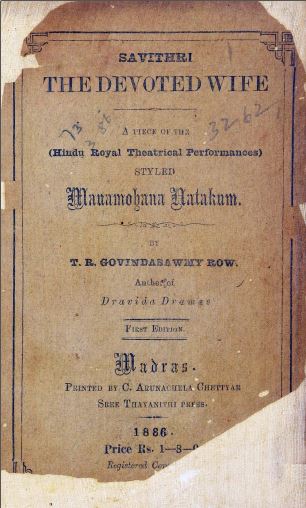 SAVITHRI
THE DEVOTED WIFE
A PIECE OF THE
(Hindu Royal Theatrical Performances)
STYLED
Manamohana Natakum.
BY
T. R. GOVINDASAWMY ROW.
Author of
Dravida Dramas
FIRST EDITION.
Madras.
PRINTED BY C. ARUNACHELA CHETTYAR
SREE THAYANITHI PRESS.
1886.
Price Rs. 1—8—0
Registered